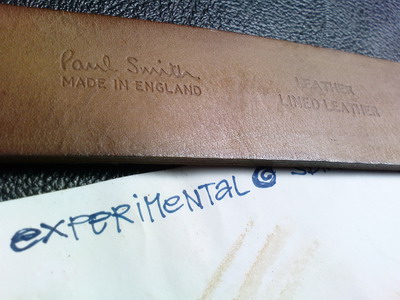 Paul Smith
MADE IN ENGLAND
LEATHER
LINED LEATHER
exPERiMeNTAL